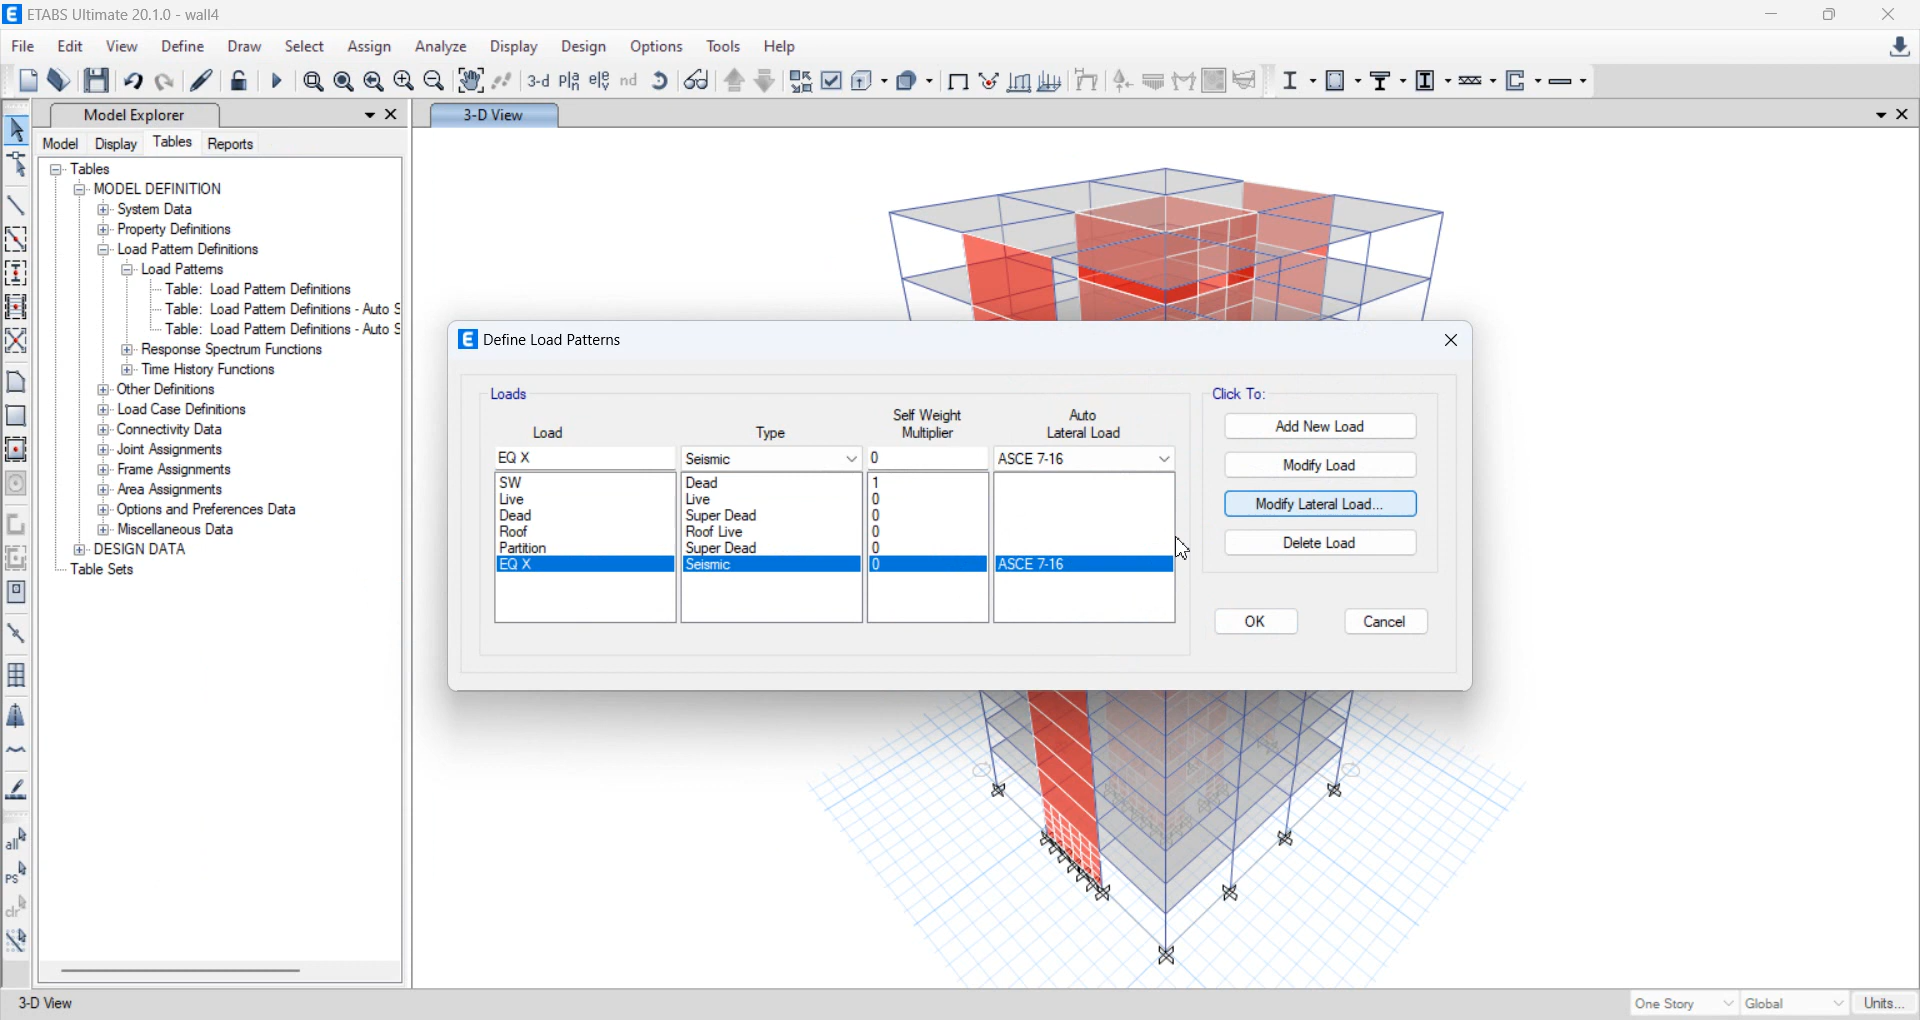 ETABS Ultimate 20.1.0 - wall4
File Edit View Define Draw Select Assign Analyze Display Design Options Tools Help
3-d nd
Model Explorer
3-D View
Model Display Tables Reports
Tables
MODEL DEFINITION
System Data
Property Definitions
Load Pattern Definitions
Load Patterns
Table: Load Pattern Definitions
Table: Load Pattern Definitions - Auto S
Table: Load Pattern Definitions - Auto S
Response Spectrum Functions
Time History Functions
Other Definitions
Load Case Definitions
Connectivity Data
Joint Assignments
Frame Assignments
Area Assignments
Options and Preferences Data
Miscellaneous Data
DESIGN DATA
Table Sets
all
PS
clr
Define Load Patterns
Loads
Click To:
Load Type Self Weight Multiplier Auto Lateral Load
EQ X Seismic 0 ASCE 7-16
SW Dead 1
Live Live 0
Dead Super Dead 0
Roof Roof Live 0
Partition Super Dead 0
EQ X Seismic 0 ASCE 7-16
Add New Load
Modify Load
Modify Lateral Load...
Delete Load
OK Cancel
3-D View
One Story Global Units...